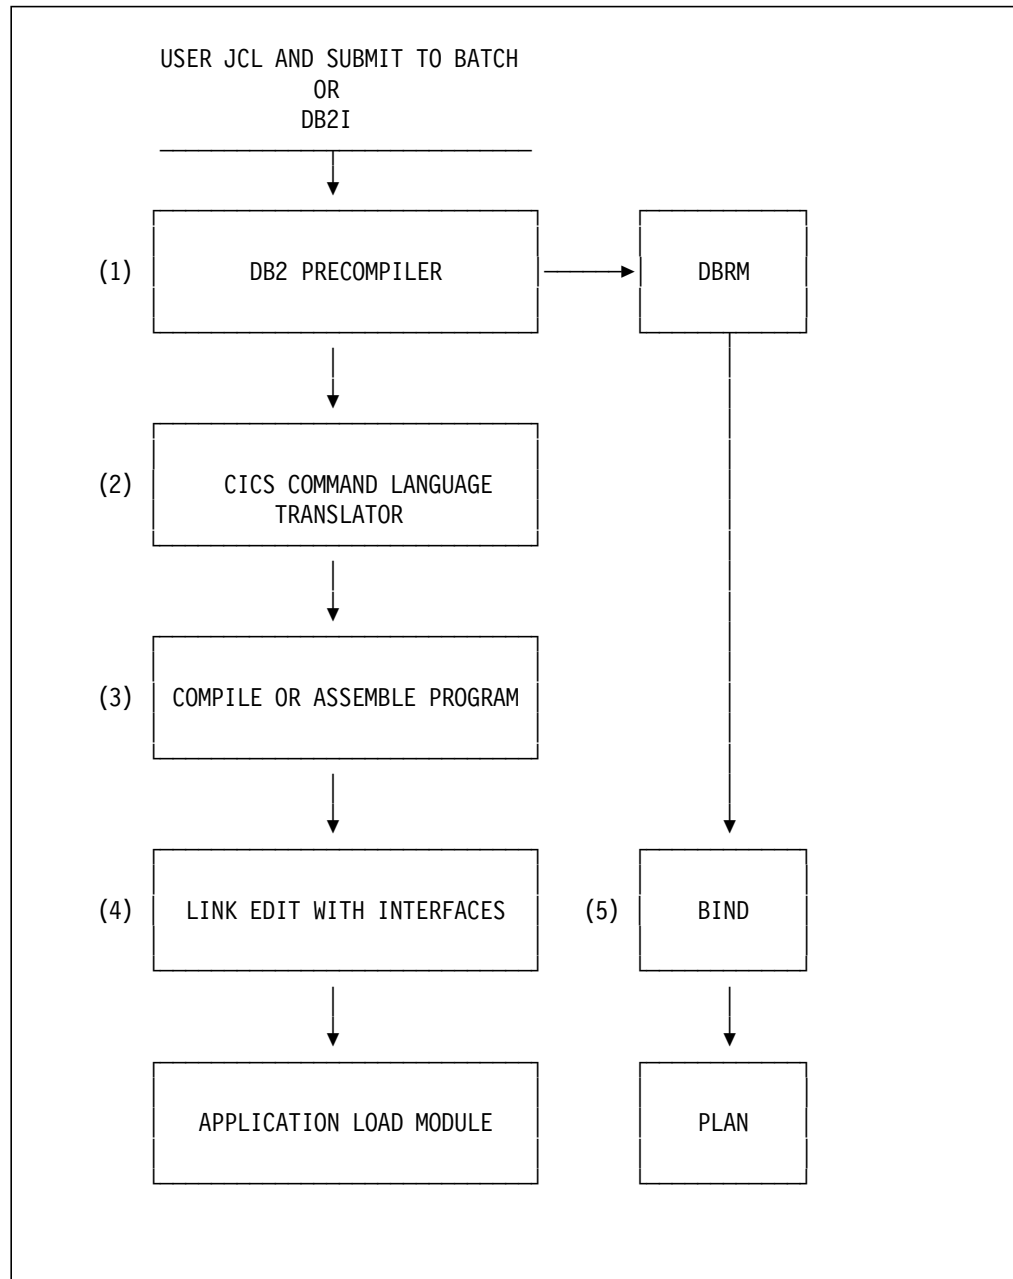 USER JCL AND SUBMIT TO BATCH
OR
DB2I
(1) DB2 PRECOMPILER DBRM
(2) CICS COMMAND LANGUAGE
TRANSLATOR
(3) COMPILE OR ASSEMBLE PROGRAM
(4) LINK EDIT WITH INTERFACES (5) BIND
APPLICATION LOAD MODULE PLAN